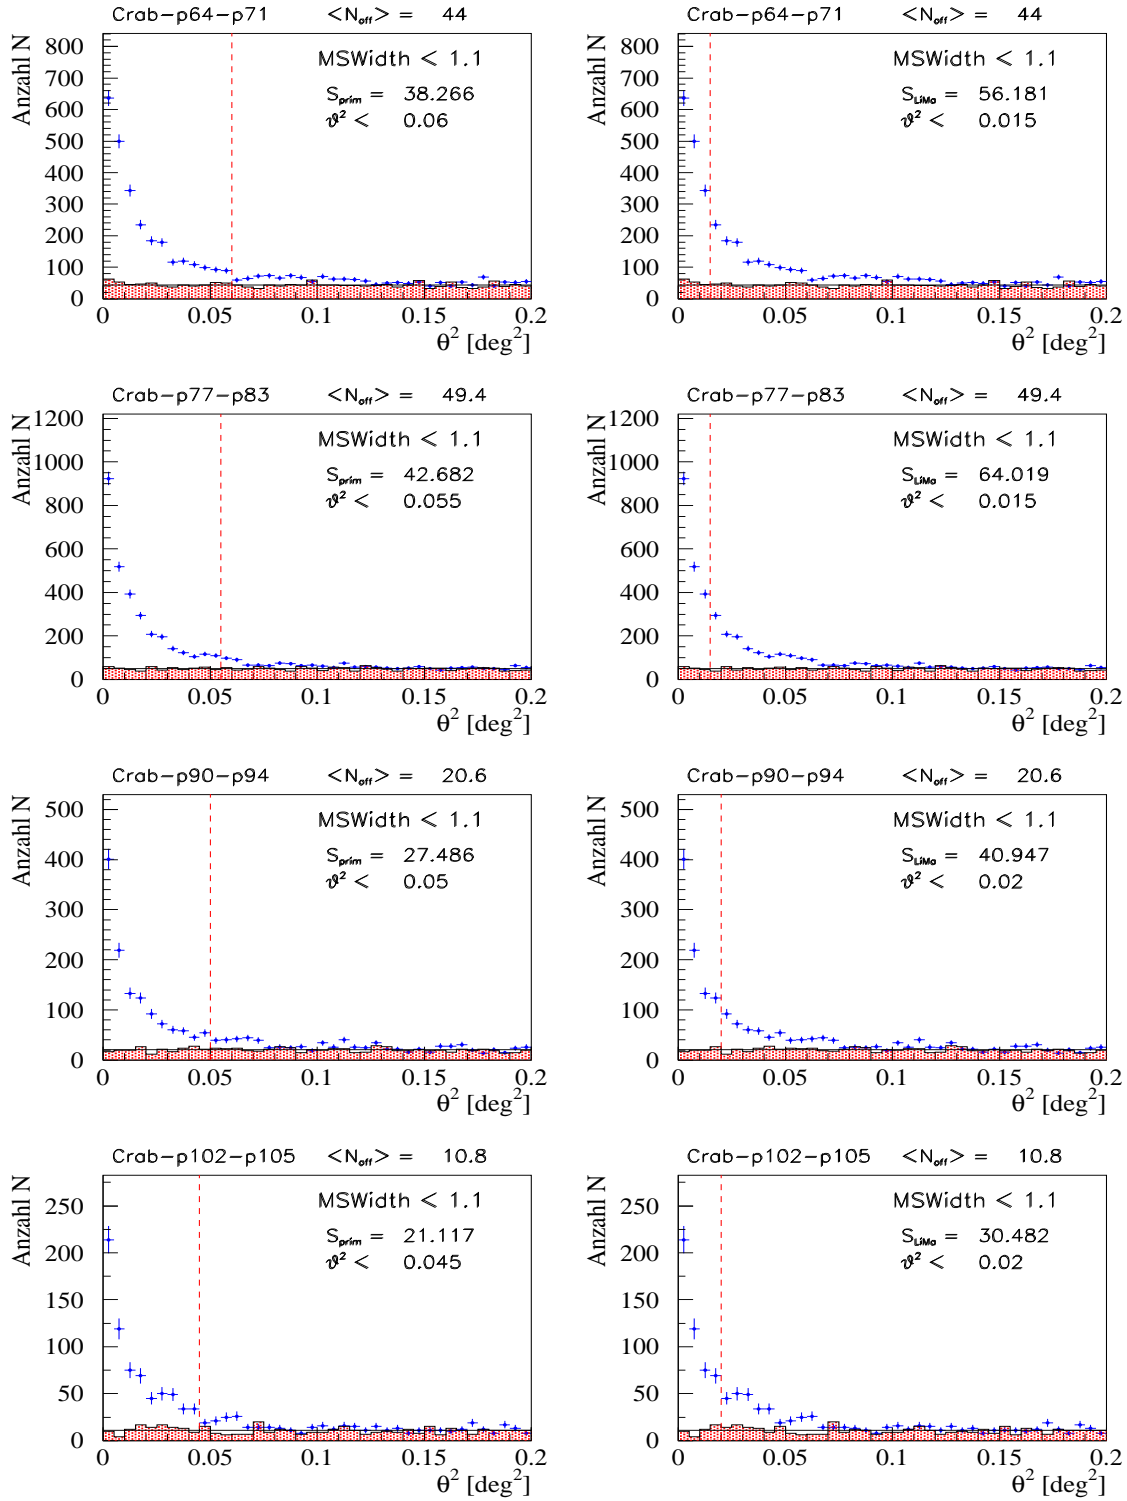 Crab-p64-p71 <N_off> = 44
Anzahl N
800
700
600
500
400
300
200
100
0
MSWidth < 1.1
S_prim = 38.266
ϑ² < 0.06
0 0.05 0.1 0.15 0.2
θ² [deg²]
Crab-p64-p71 <N_off> = 44
Anzahl N
800
700
600
500
400
300
200
100
0
MSWidth < 1.1
S_LiMa = 56.181
ϑ² < 0.015
0 0.05 0.1 0.15 0.2
θ² [deg²]
Crab-p77-p83 <N_off> = 49.4
Anzahl N
1200
1000
800
600
400
200
0
MSWidth < 1.1
S_prim = 42.682
ϑ² < 0.055
0 0.05 0.1 0.15 0.2
θ² [deg²]
Crab-p77-p83 <N_off> = 49.4
Anzahl N
1200
1000
800
600
400
200
0
MSWidth < 1.1
S_LiMa = 64.019
ϑ² < 0.015
0 0.05 0.1 0.15 0.2
θ² [deg²]
Crab-p90-p94 <N_off> = 20.6
Anzahl N
500
400
300
200
100
0
MSWidth < 1.1
S_prim = 27.486
ϑ² < 0.05
0 0.05 0.1 0.15 0.2
θ² [deg²]
Crab-p90-p94 <N_off> = 20.6
Anzahl N
500
400
300
200
100
0
MSWidth < 1.1
S_LiMa = 40.947
ϑ² < 0.02
0 0.05 0.1 0.15 0.2
θ² [deg²]
Crab-p102-p105 <N_off> = 10.8
Anzahl N
250
200
150
100
50
0
MSWidth < 1.1
S_prim = 21.117
ϑ² < 0.045
0 0.05 0.1 0.15 0.2
θ² [deg²]
Crab-p102-p105 <N_off> = 10.8
Anzahl N
250
200
150
100
50
0
MSWidth < 1.1
S_LiMa = 30.482
ϑ² < 0.02
0 0.05 0.1 0.15 0.2
θ² [deg²]